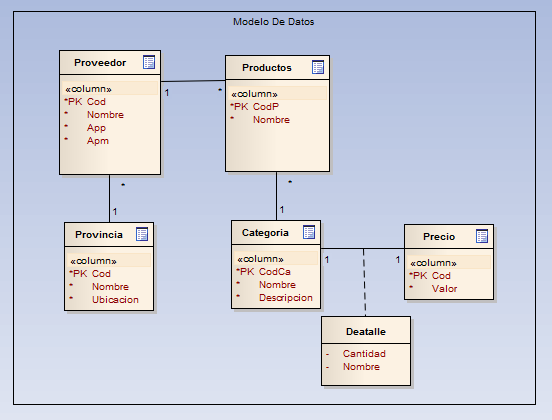 Modelo De Datos
Proveedor
«column»
*PK Cod
* Nombre
* App
* Apm
1
*
Productos
«column»
*PK CodP
* Nombre
*
1
*
1
Provincia
«column»
*PK Cod
* Nombre
* Ubicacion
Categoria
«column»
*PK CodCa
* Nombre
* Descripcion
1
1
Precio
«column»
*PK Cod
* Valor
Deatalle
- Cantidad
- Nombre